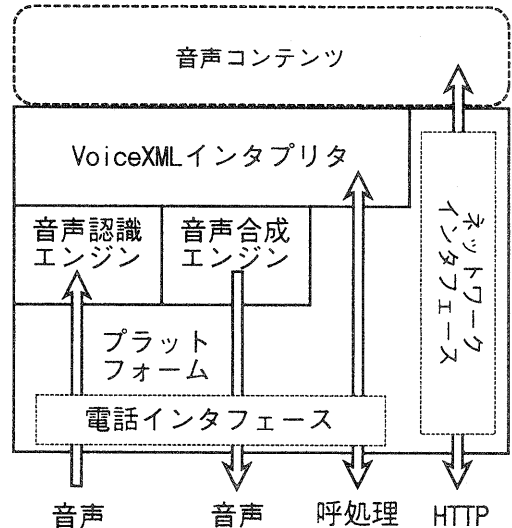 音声コンテンツ
VoiceXMLインタプリタ
音声認識
エンジン
音声合成
エンジン
ネットワーク
インタフェース
プラット
フォーム
電話インタフェース
音声
音声
呼処理
HTTP